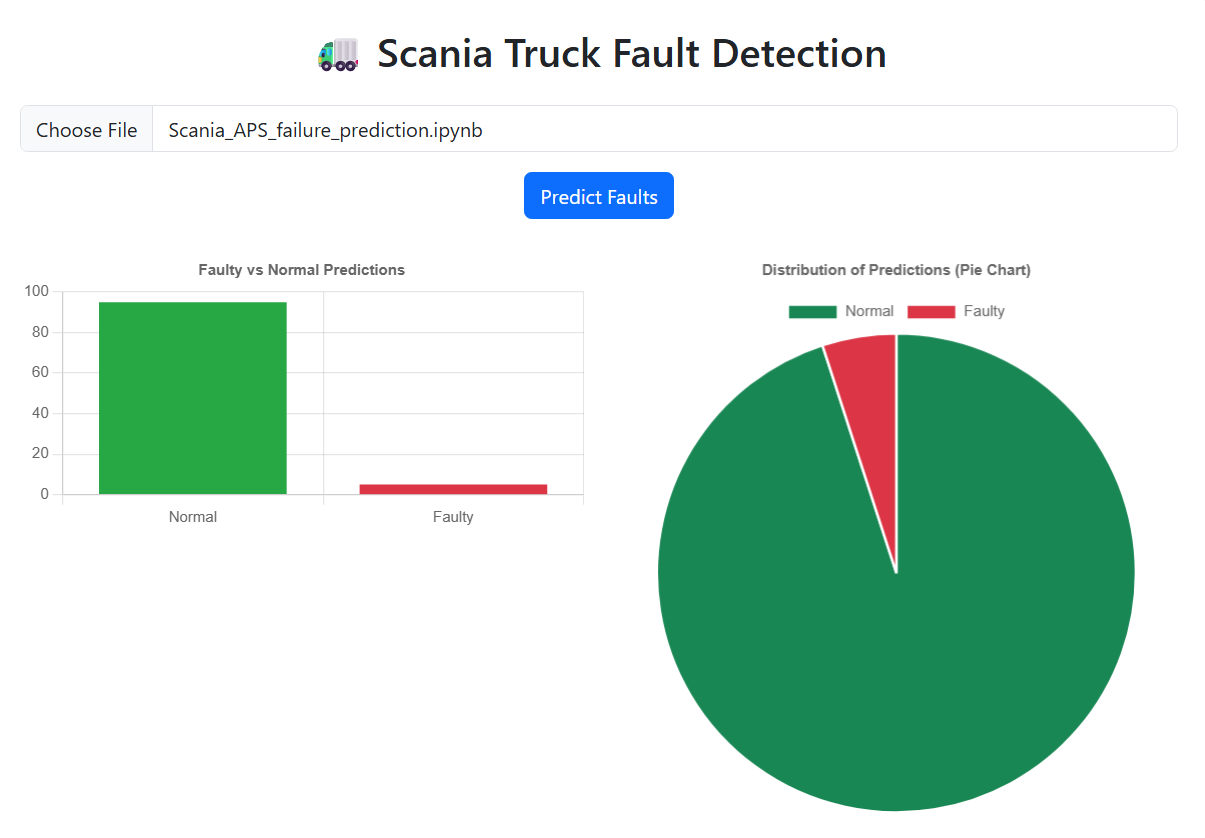 Scania Truck Fault Detection
Choose File Scania_APS_failure_prediction.ipynb
Predict Faults
Faulty vs Normal Predictions
100
80
60
40
20
0
Normal Faulty
Distribution of Predictions (Pie Chart)
Normal Faulty